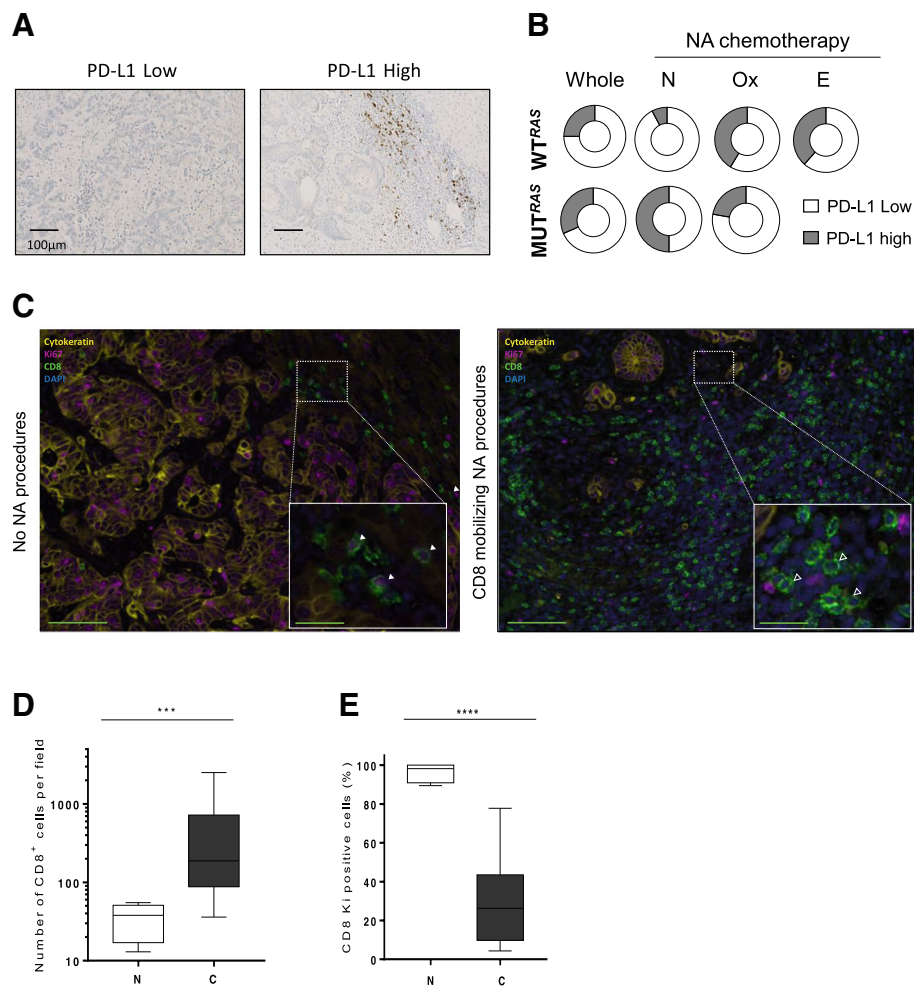 A
PD-L1 Low
PD-L1 High
100µm
B
NA chemotherapy
Whole N Ox E
WT RAS
MUT RAS
PD-L1 Low
PD-L1 high
C
No NA procedures
Cytokeratin
Ki67
CD8
DAPI
CD8 mobilizing NA procedures
Cytokeratin
Ki67
CD8
DAPI
D
***
Number of CD8+ cells per field
1000
100
10
N C
E
****
CD8 Ki positive cells (%)
100
80
60
40
20
0
N C